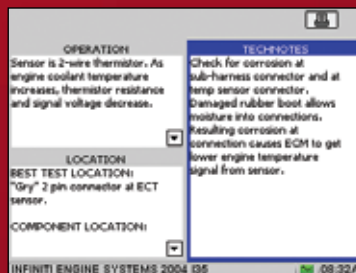 OPERATION
Sensor is 2-wire thermistor. As
engine coolant temperature
increases, thermistor resistance
and signal voltage decrease.
LOCATION
BEST TEST LOCATION:
"Gry" 2 pin connector at ECT
sensor.
COMPONENT LOCATION:
TECHNOTES
Check for corrosion at
sub-harness connector and at
temp sensor connector.
Damaged rubber boot allows
moisture into connections.
Resulting corrosion at
connection causes ECM to get
lower engine temperature
signal from sensor.
INFINITI ENGINE SYSTEMS 2004 I35
08:32A